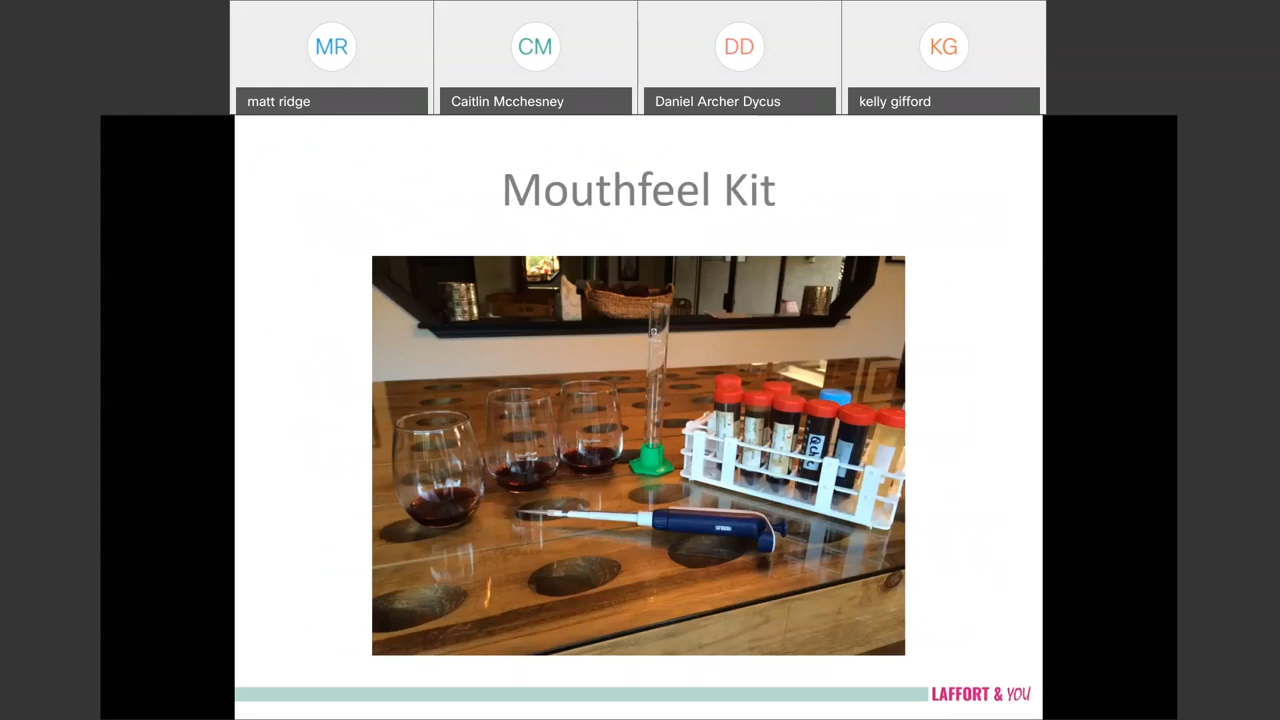 MR
CM
DD
KG
matt ridge
Caitlin Mcchesney
Daniel Archer Dycus
kelly gifford
Mouthfeel Kit
LAFFORT & YOU